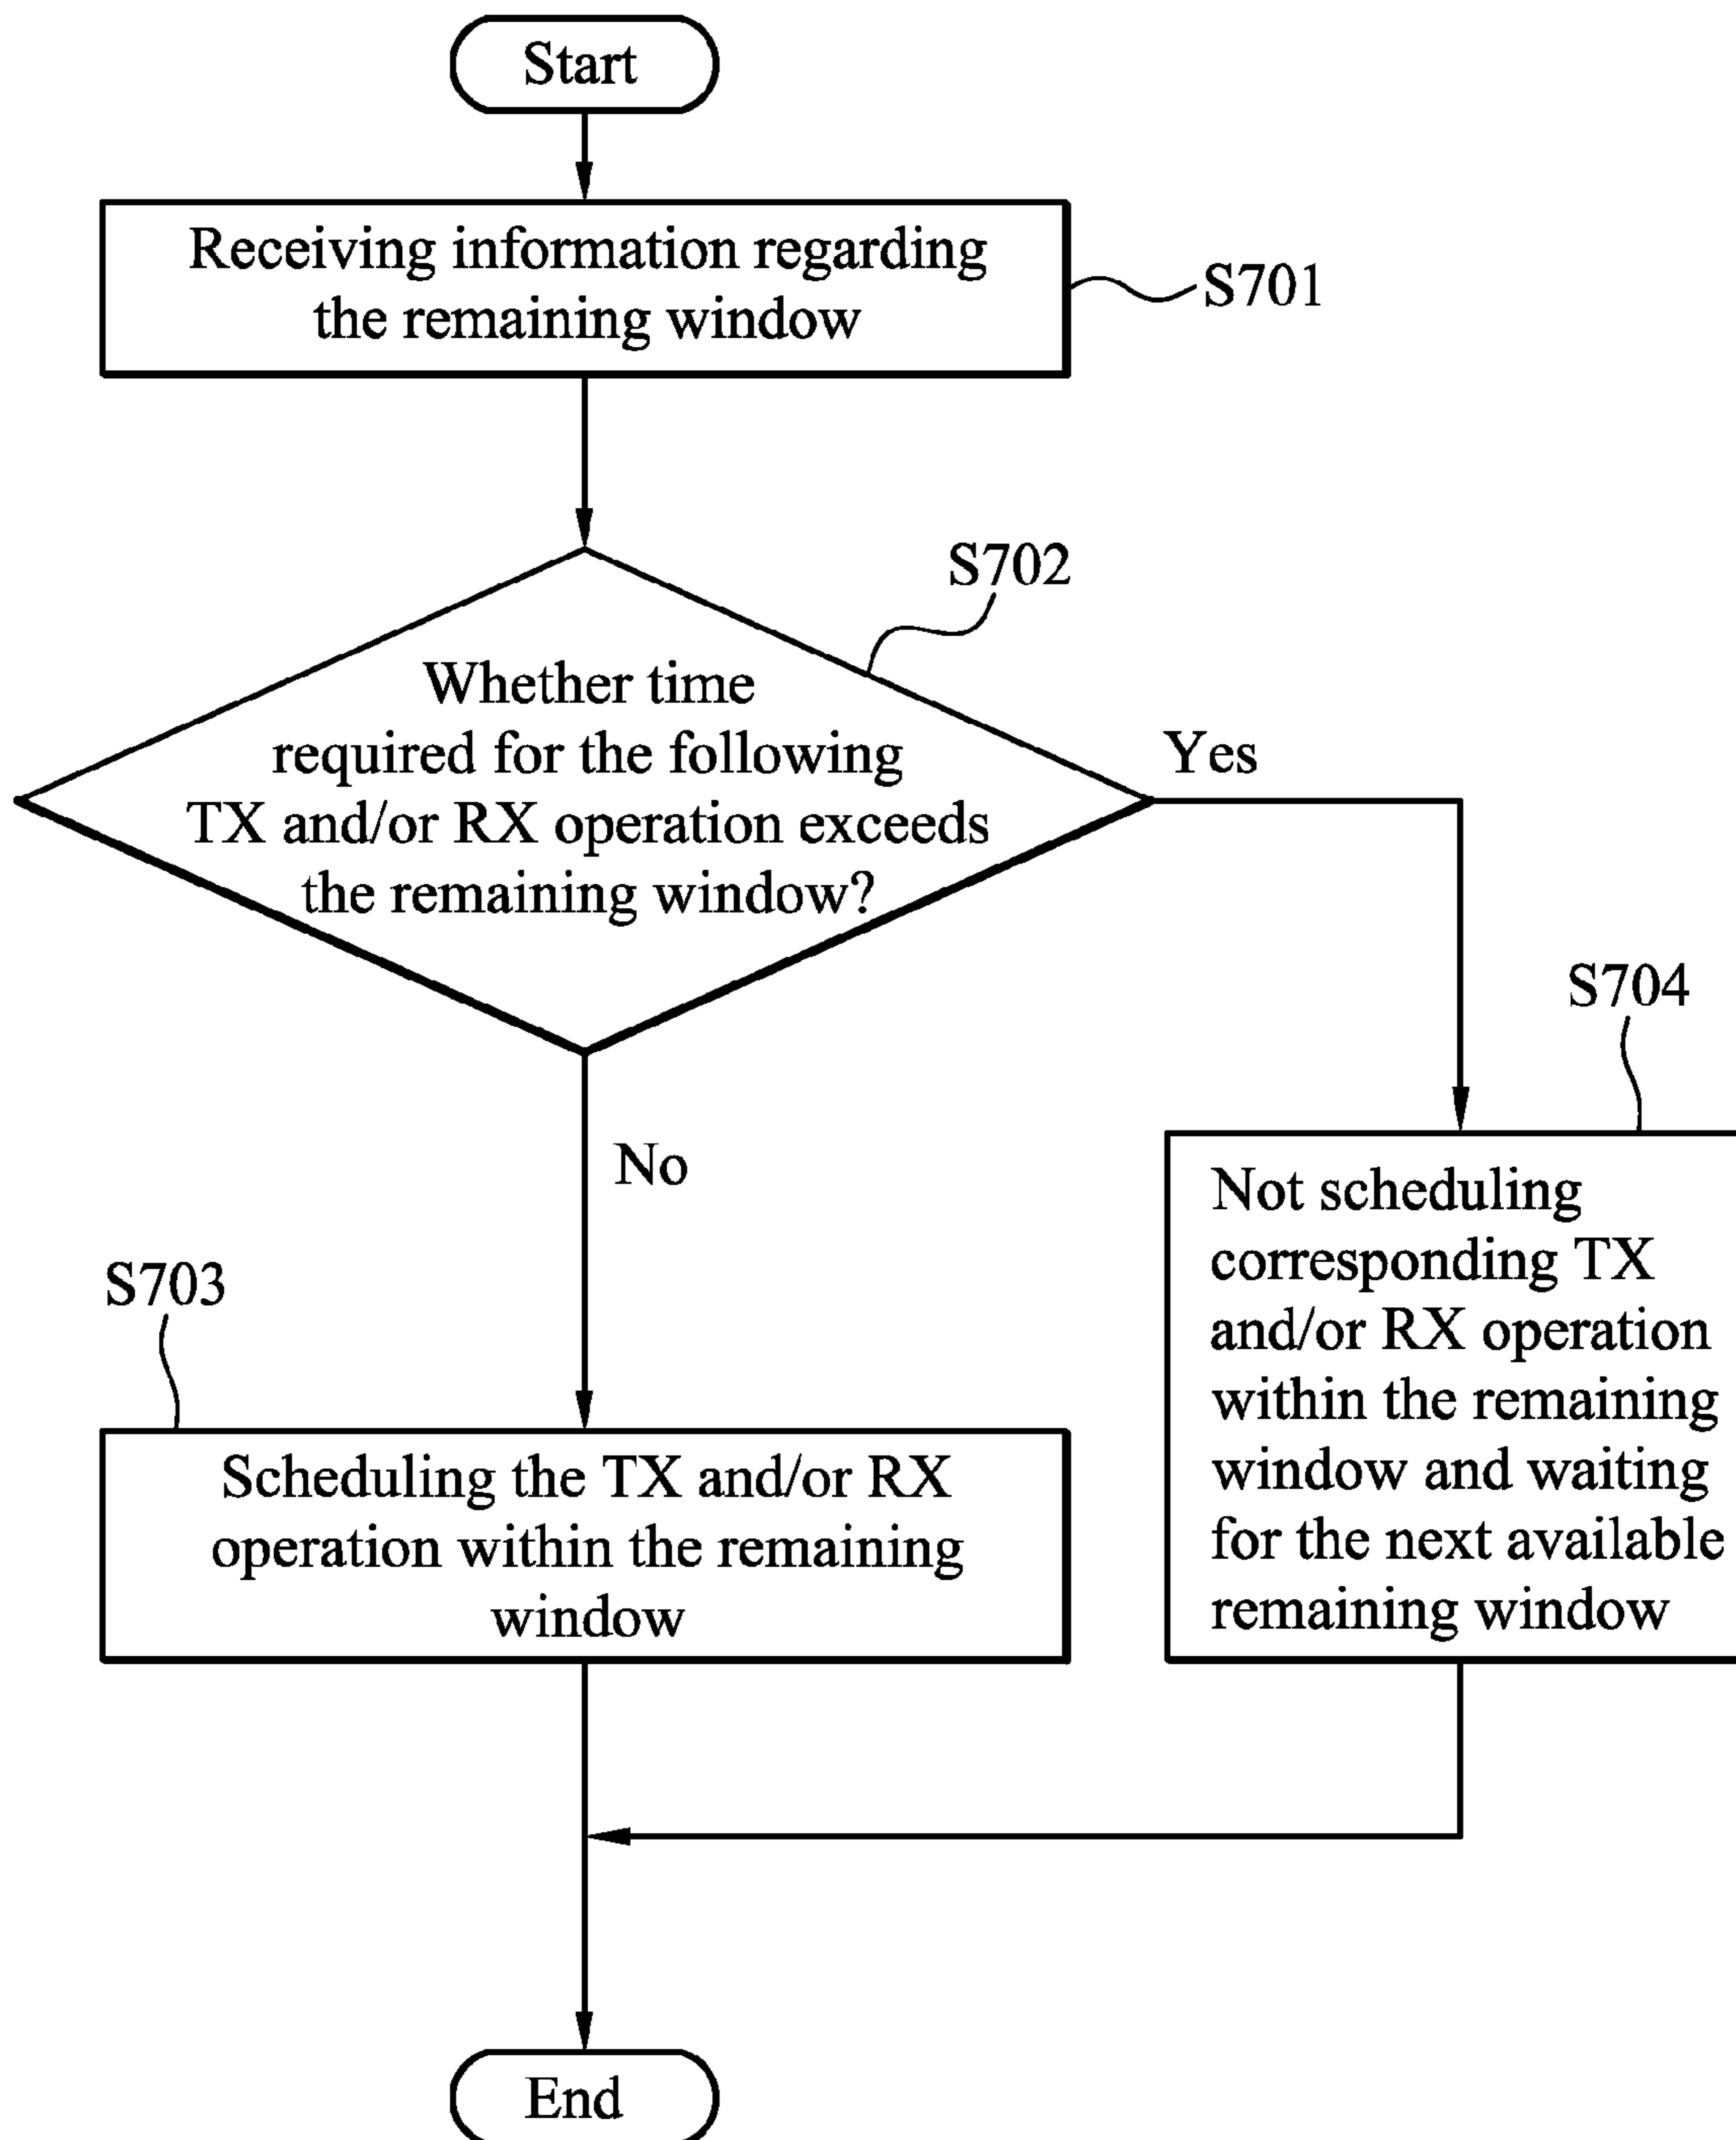 Start
Receiving information regarding
the remaining window
S701
S702
Whether time
required for the following
TX and/or RX operation exceeds
the remaining window?
Yes
No
S704
Not scheduling
corresponding TX
and/or RX operation
within the remaining
window and waiting
for the next available
remaining window
S703
Scheduling the TX and/or RX
operation within the remaining
window
End